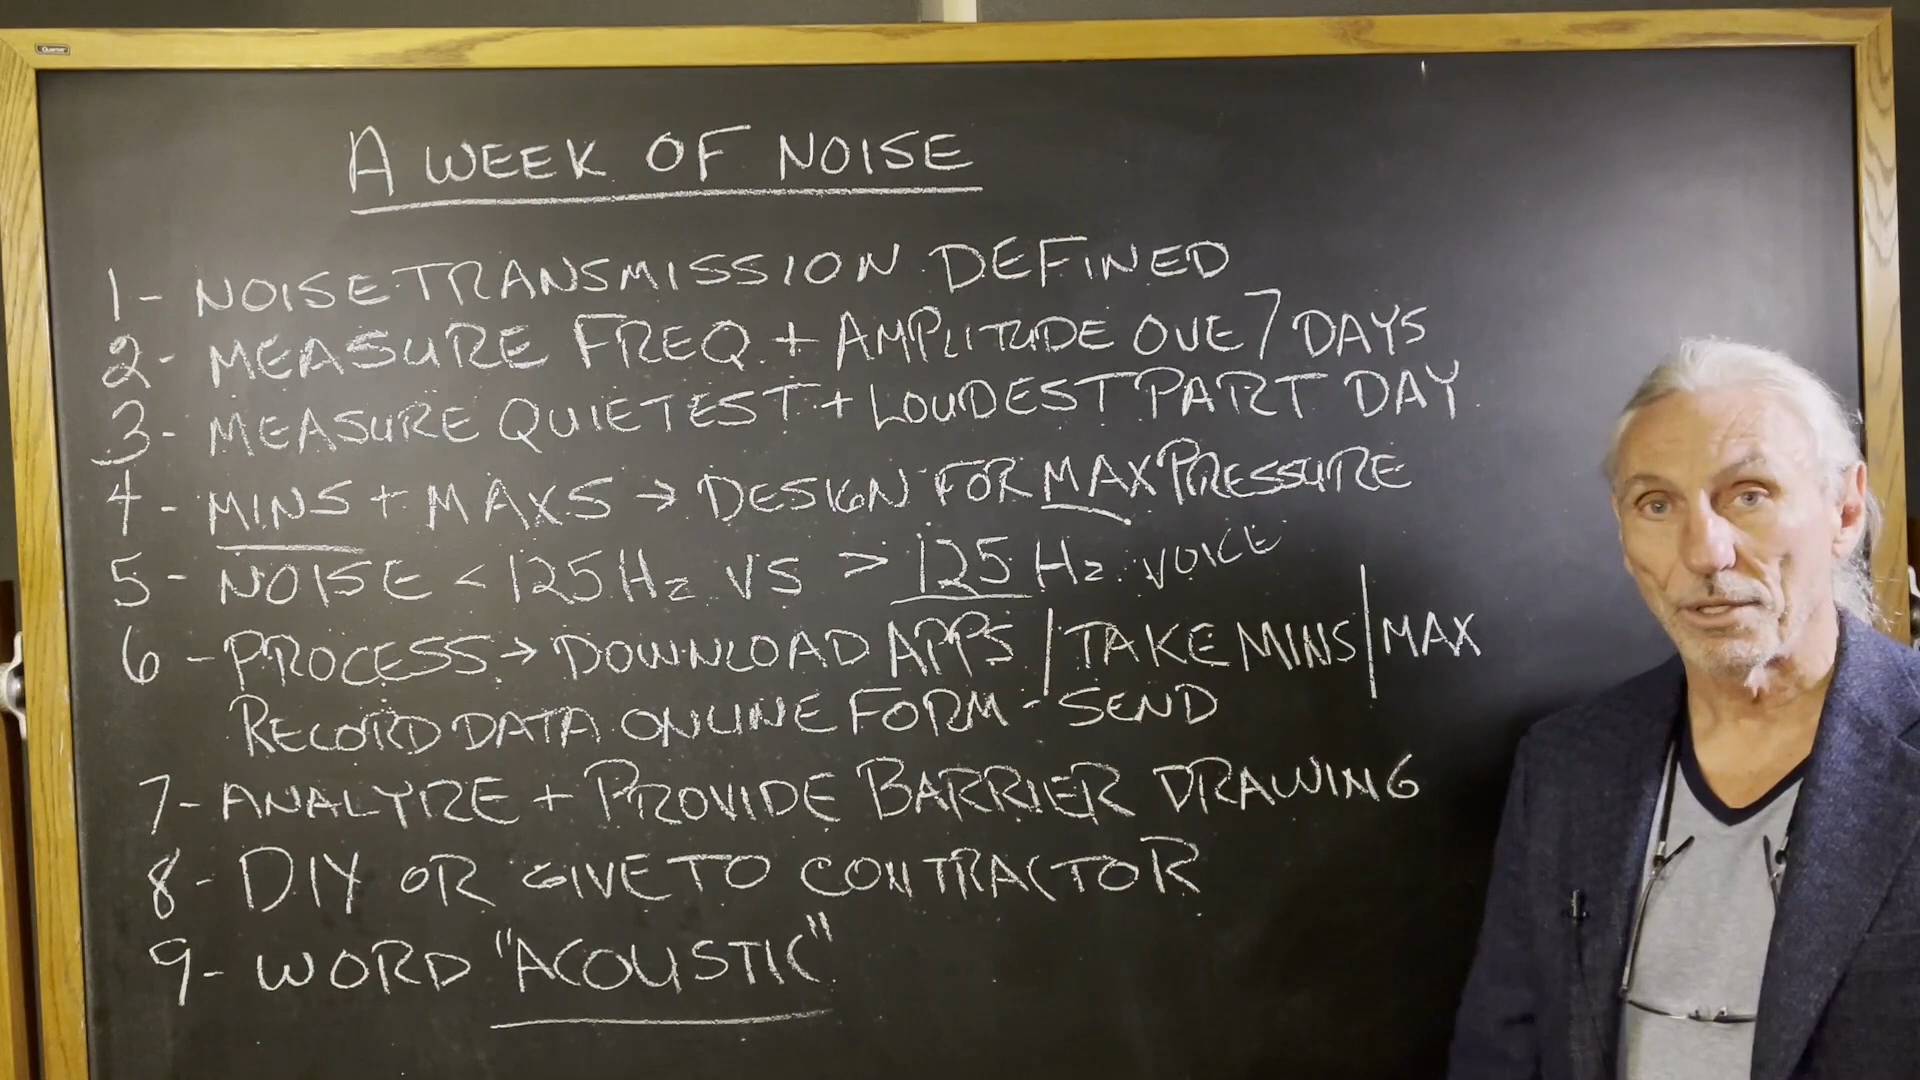 Quartet
A WEEK OF NOISE
1- NOISE TRANSMISSION DEFINED
2- MEASURE FREQ + AMPLITUDE OVE 7 DAYS
3- MEASURE QUIETEST + LOUDEST PART DAY
4- MINS + MAXS → DESIGN FOR MAX PRESSURE
5- NOISE < 125 Hz VS > 125 Hz VOICE
6- PROCESS → DOWNLOAD APPS / TAKE MINS | MAX
RECORD DATA ONLINE FORM - SEND
7- ANALYZE + PROVIDE BARRIER DRAWING
8- DIY OR GIVE TO CONTRACTOR
9- WORD "ACOUSTIC"